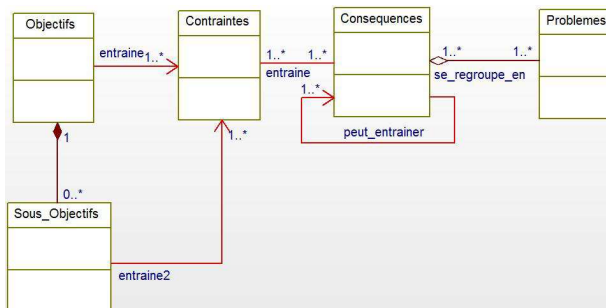 Objectifs
Contraintes
Consequences
Problemes
entraine
1..*
1..*
1..*
entraine
1..*
1..*
se_regroupe_en
1..*
peut_entrainer
1..*
1
0..*
Sous_Objectifs
entraine2